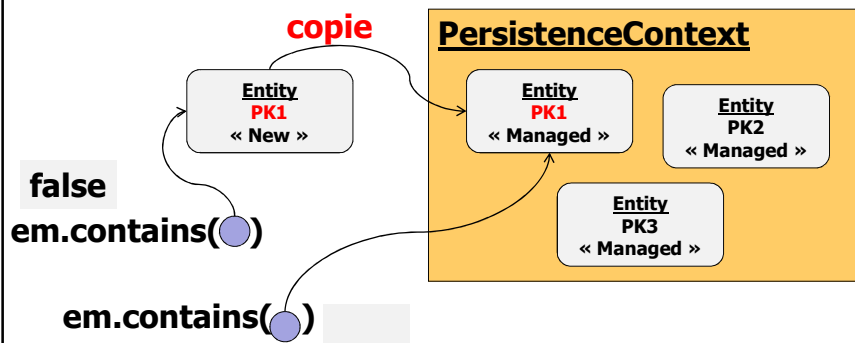 copie
PersistenceContext
Entity
PK1
« New »
Entity
PK1
« Managed »
Entity
PK2
« Managed »
Entity
PK3
« Managed »
false
em.contains( )
em.contains( )